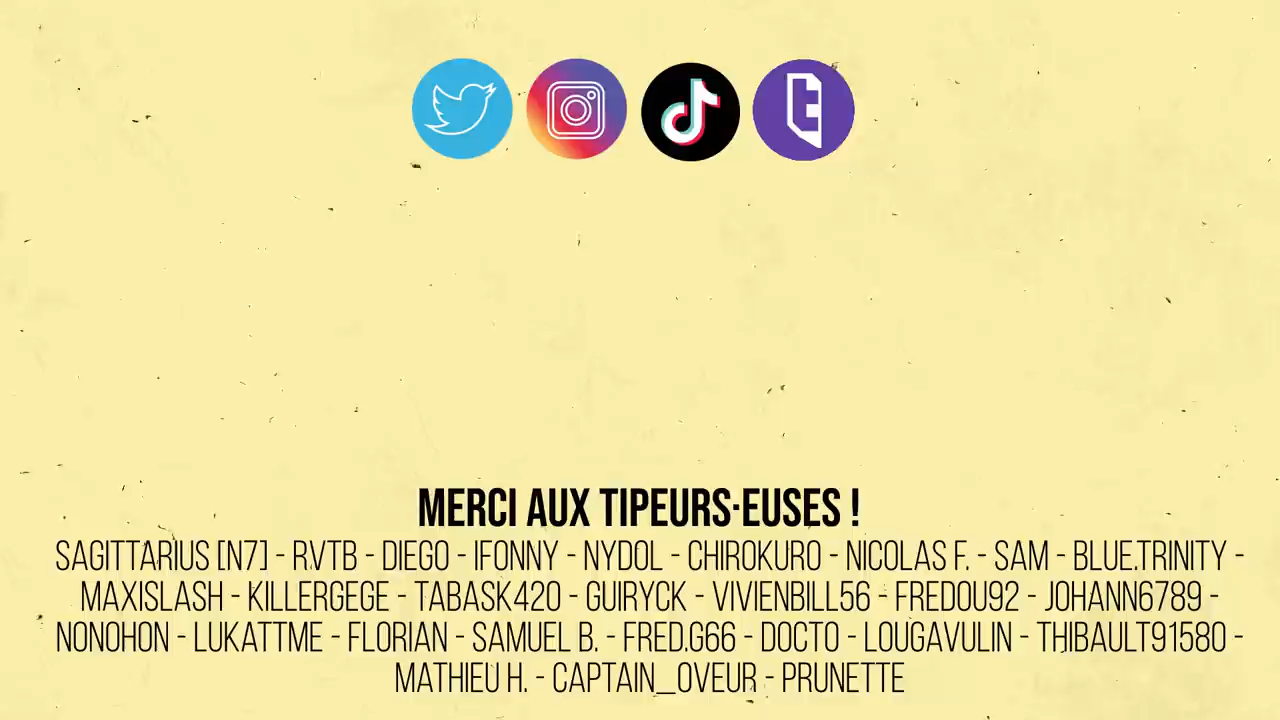 MERCI AUX TIPEURS·EUSES !
SAGITTARIUS [N7] - RVTB - DIEGO - IFONNY - NYDOL - CHIROKURO - NICOLAS F. - SAM - BLUE.TRINITY -
MAXISLASH - KILLERGEGE - TABASK420 - GUIRYCK - VIVIENBILL56 - FREDOU92 - JOHANN6789 -
NONOHON - LUKATTME - FLORIAN - SAMUEL B. - FRED.G66 - DOCTO - LOUGAVULIN - THIBAULT91580 -
MATHIEU H. - CAPTAIN_OVEUR - PRUNETTE